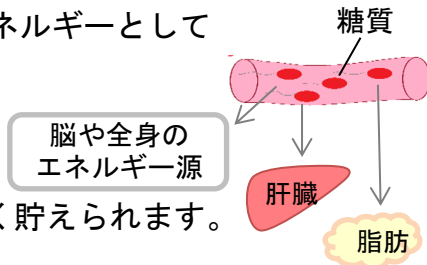 ネルギーとして
糖質
脳や全身の
エネルギー源
肝臓
く貯えられます。
脂肪